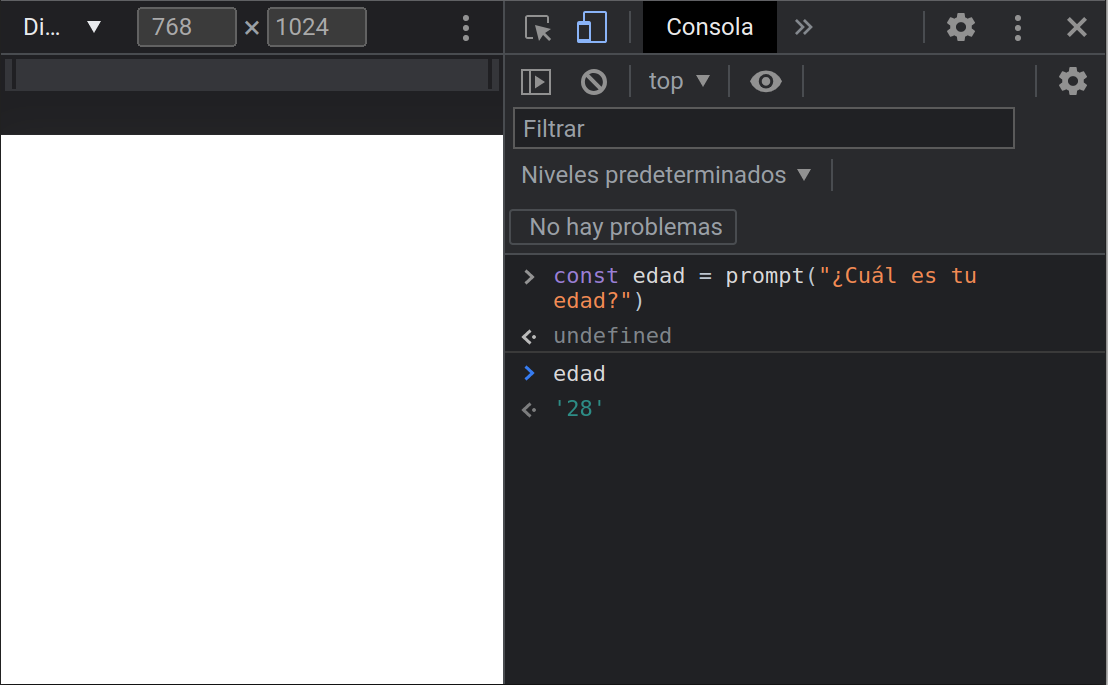 Di... 768 × 1024
Consola
top
Filtrar
Niveles predeterminados
No hay problemas
const edad = prompt("¿Cuál es tu
edad?")
undefined
edad
'28'